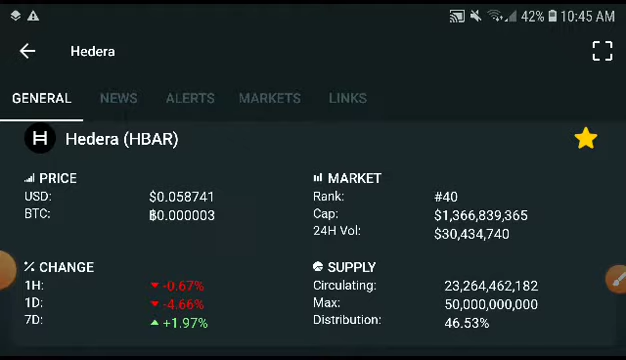 42% 10:45 AM
Hedera
GENERAL NEWS ALERTS MARKETS LINKS
Hedera (HBAR)
PRICE
USD: $0.058741
BTC: ฿0.000003
MARKET
Rank: #40
Cap: $1,366,839,365
24H Vol: $30,434,740
CHANGE
1H: -0.67%
1D: -4.66%
7D: +1.97%
SUPPLY
Circulating: 23,264,462,182
Max: 50,000,000,000
Distribution: 46.53%